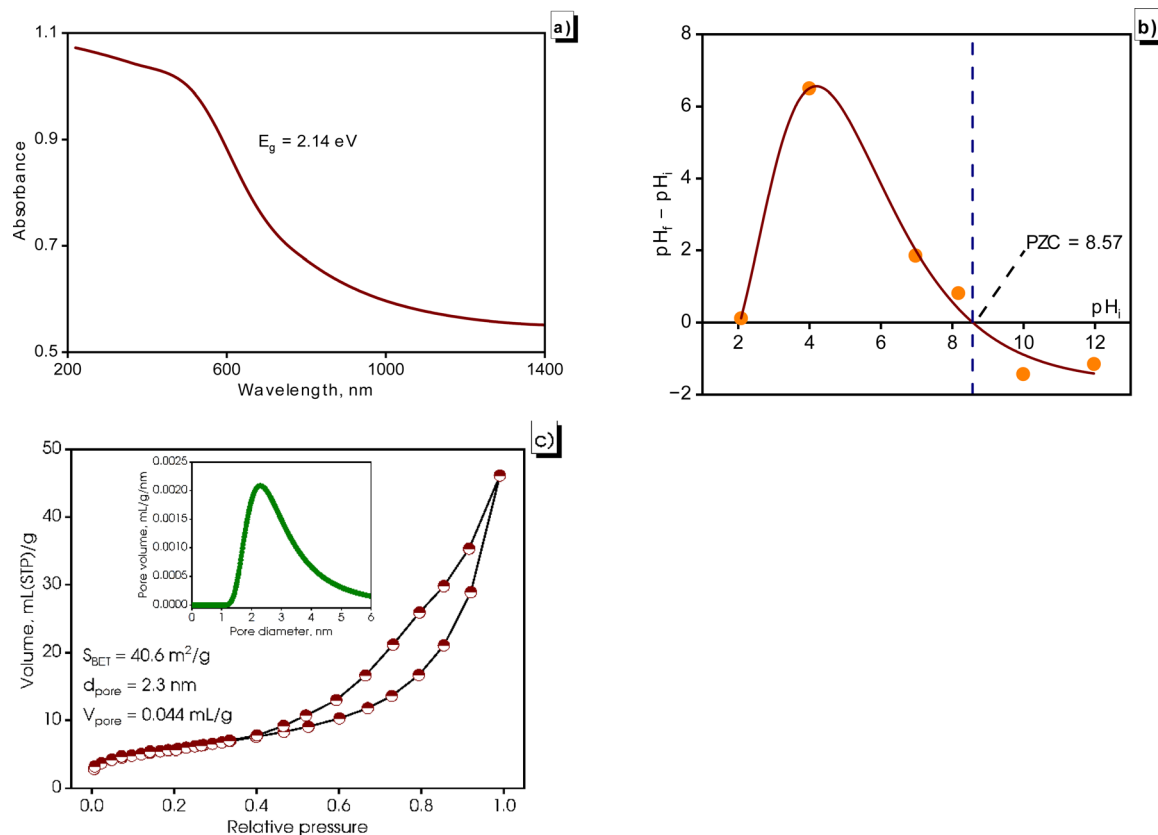 a)
1.1
0.9
0.7
0.5
Absorbance
E_g = 2.14 eV
200 600 1000 1400
Wavelength, nm
b)
8
6
4
2
0
−2
pH_f − pH_i
PZC = 8.57
pH_i
2 4 6 8 10 12
c)
50
40
30
20
10
0
Volume, mL(STP)/g
0.0025
0.0020
0.0015
0.0010
0.0005
0.0000
Pore volume, mL/g/nm
0 1 2 3 4 5 6
Pore diameter, nm
S_BET = 40.6 m²/g
d_pore = 2.3 nm
V_pore = 0.044 mL/g
0.0 0.2 0.4 0.6 0.8 1.0
Relative pressure